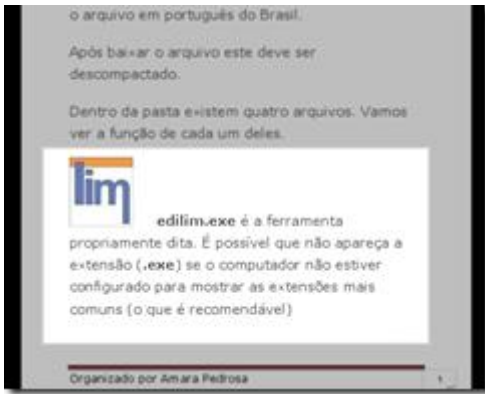 o arquivo em português do Brasil.
Após baixar o arquivo este deve ser
descompactado.
Dentro da pasta existem quatro arquivos. Vamos
ver a função de cada um deles.
lim
edilim.exe é a ferramenta
propriamente dita. É possível que não apareça a
extensão (.exe) se o computador não estiver
configurado para mostrar as extensões mais
comuns (o que é recomendável)
Organizado por Amara Pedrosa
1